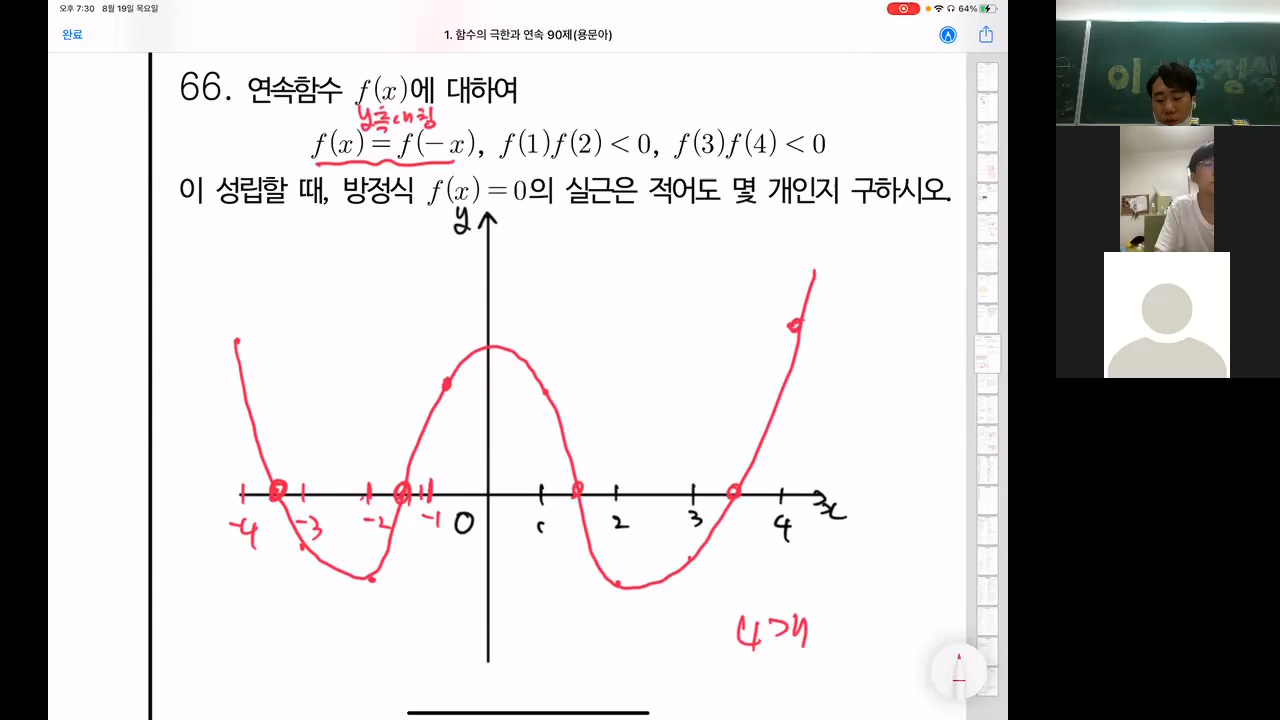 오후 7:30 8월 19일 목요일
64%
완료
1. 함수의 극한과 연속 90제(용문아)
66. 연속함수 f(x)에 대하여
y축대칭
f(x)=f(-x), f(1)f(2)<0, f(3)f(4)<0
이 성립할 때, 방정식 f(x)=0의 실근은 적어도 몇 개인지 구하시오.
y
x
-4 -3 -2 -1 O 1 2 3 4
4개